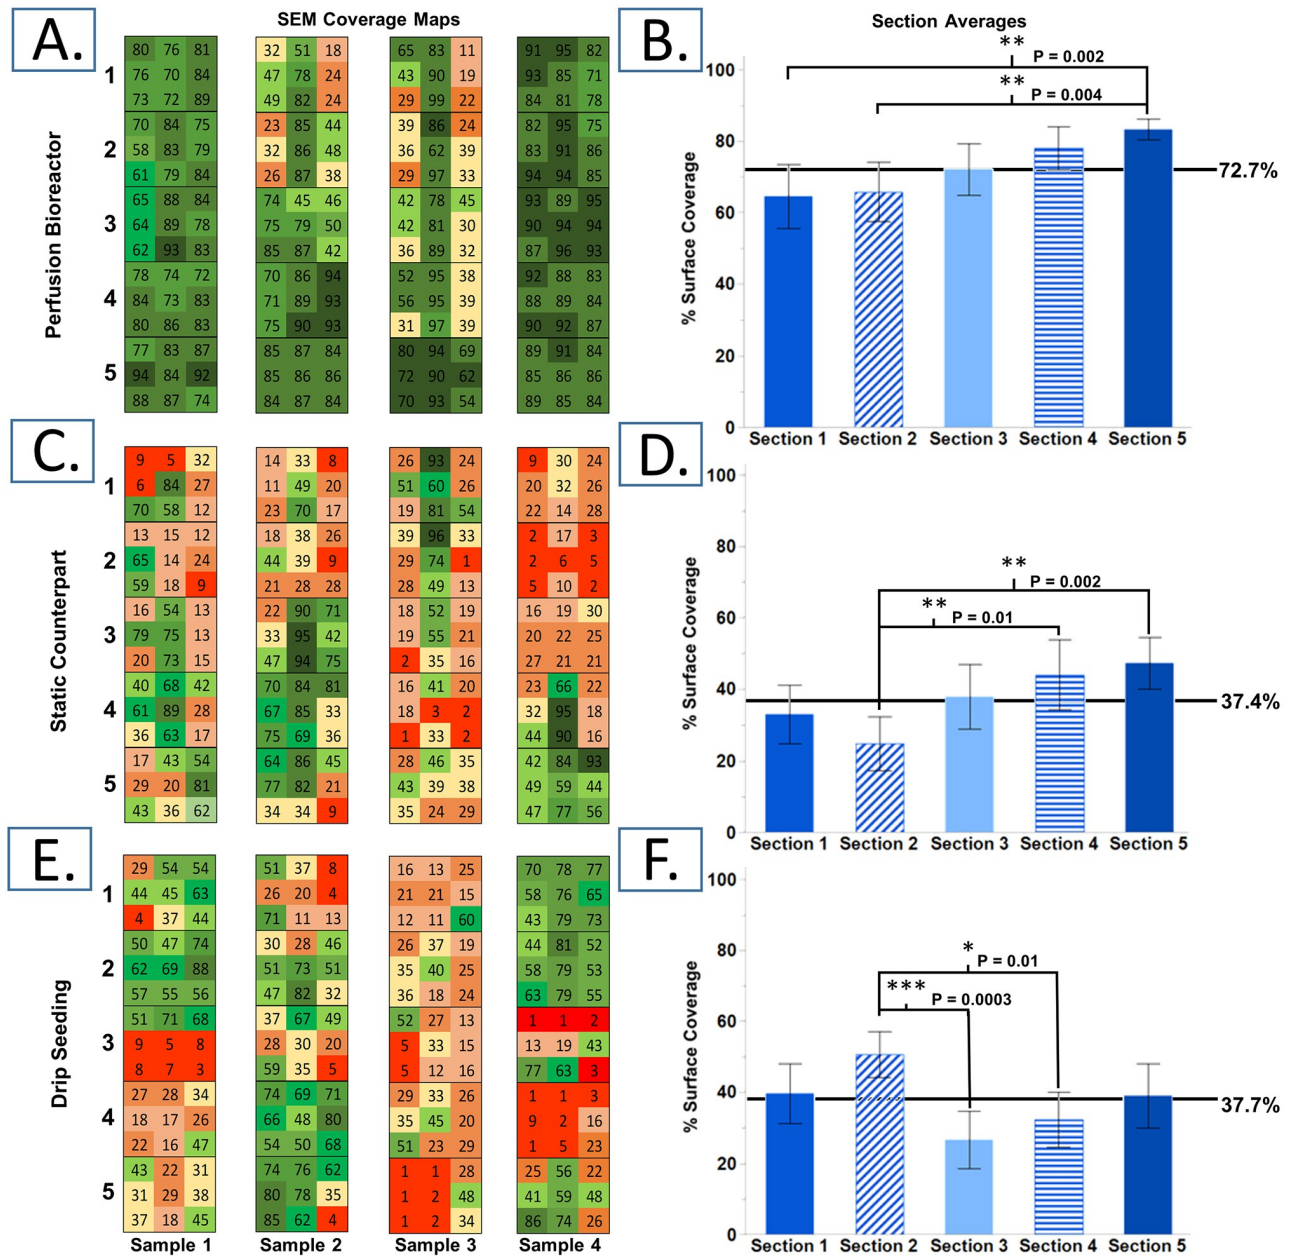 SEM Coverage Maps
Section Averages
A.
Perfusion Bioreactor
1
80 76 81 32 51 18 65 83 11 91 95 82
76 70 84 47 78 24 43 90 19 93 85 71
73 72 89 49 82 24 29 99 22 84 81 78
2
70 84 75 23 85 44 39 86 24 82 95 75
58 83 79 32 86 48 36 62 39 83 91 86
61 79 84 26 87 38 29 97 33 94 94 85
3
65 88 84 74 45 46 42 78 45 93 89 95
64 89 78 75 79 50 42 81 30 90 94 94
62 93 83 85 87 42 36 89 32 87 96 93
4
78 74 72 70 86 94 52 95 38 92 88 83
84 73 83 71 89 93 56 95 39 88 89 84
80 86 83 75 90 93 31 97 39 90 92 87
5
77 83 87 85 87 84 80 94 69 89 91 84
94 84 92 85 86 86 72 90 62 85 86 86
88 87 74 84 87 84 70 93 54 89 85 84
B.
% Surface Coverage
100
80
60
40
20
0
**
P = 0.002
**
P = 0.004
72.7%
Section 1 Section 2 Section 3 Section 4 Section 5
C.
Static Counterpart
1
9 5 32 14 33 8 26 93 24 9 30 24
6 84 27 11 49 20 51 60 26 20 32 26
70 58 12 23 70 17 19 81 54 22 14 28
2
13 15 12 18 38 26 39 96 33 2 17 3
65 14 24 44 39 9 29 74 1 2 6 5
59 18 9 21 28 28 28 49 13 5 10 2
3
16 54 13 22 90 71 18 52 19 16 19 30
79 75 13 33 95 42 19 55 21 20 22 25
20 73 15 47 94 75 2 35 16 27 21 21
4
40 68 42 70 84 81 16 41 20 23 66 22
61 89 28 67 85 33 18 3 2 32 95 18
36 63 17 75 69 36 1 33 2 44 90 16
5
17 43 54 64 86 45 28 46 35 42 84 93
29 20 81 77 82 21 43 39 38 49 59 44
43 36 62 34 34 9 35 24 29 47 77 56
D.
% Surface Coverage
100
80
60
40
20
0
**
P = 0.002
**
P = 0.01
37.4%
Section 1 Section 2 Section 3 Section 4 Section 5
E.
Drip Seeding
1
29 54 54 51 37 8 16 13 25 70 78 77
44 45 63 26 20 4 21 21 15 58 76 65
4 37 44 71 11 13 12 11 60 43 79 73
2
50 47 74 30 28 46 26 37 19 44 81 52
62 69 88 51 73 51 35 40 25 58 79 53
57 55 56 47 82 32 36 18 24 63 79 55
3
51 71 68 37 67 49 52 27 13 1 1 2
9 5 8 28 30 20 5 33 15 13 19 43
8 7 3 59 35 5 5 12 16 77 63 3
4
27 28 34 74 69 71 29 33 26 1 1 3
18 17 26 66 48 80 35 45 20 9 2 16
22 16 47 54 50 68 51 23 29 1 5 23
5
43 22 31 74 76 62 1 1 28 25 56 22
31 29 38 80 78 35 1 2 48 41 59 48
37 18 45 85 62 4 1 2 34 86 74 26
Sample 1 Sample 2 Sample 3 Sample 4
F.
% Surface Coverage
100
80
60
40
20
0
*
P = 0.01
***
P = 0.0003
37.7%
Section 1 Section 2 Section 3 Section 4 Section 5